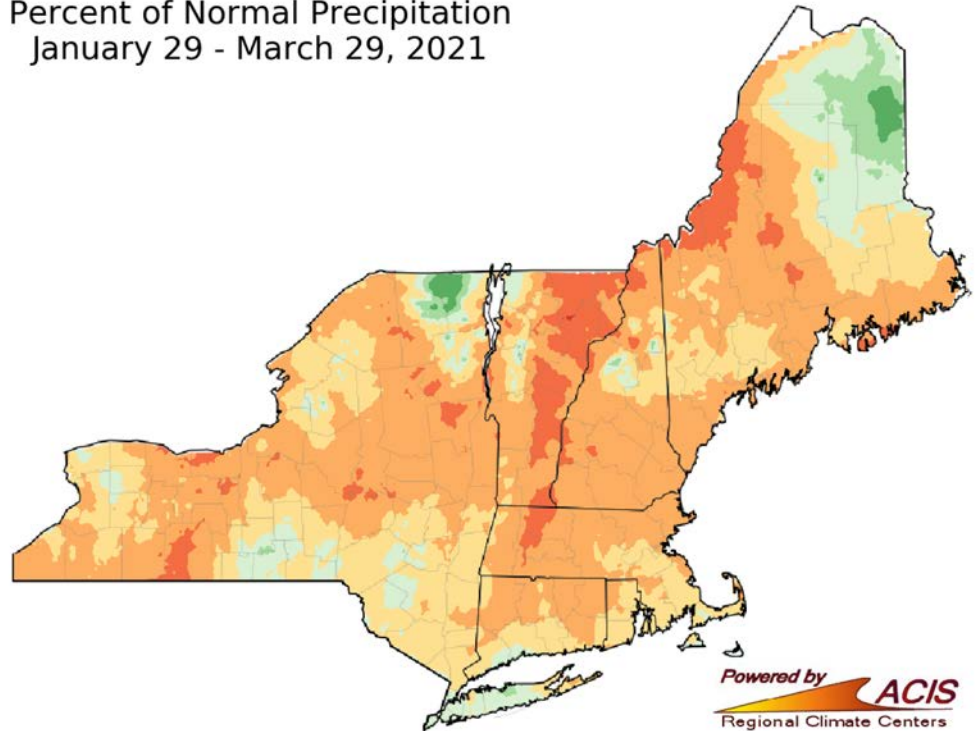 Percent of Normal Precipitation
January 29 - March 29, 2021
Powered by
ACIS
Regional Climate Centers